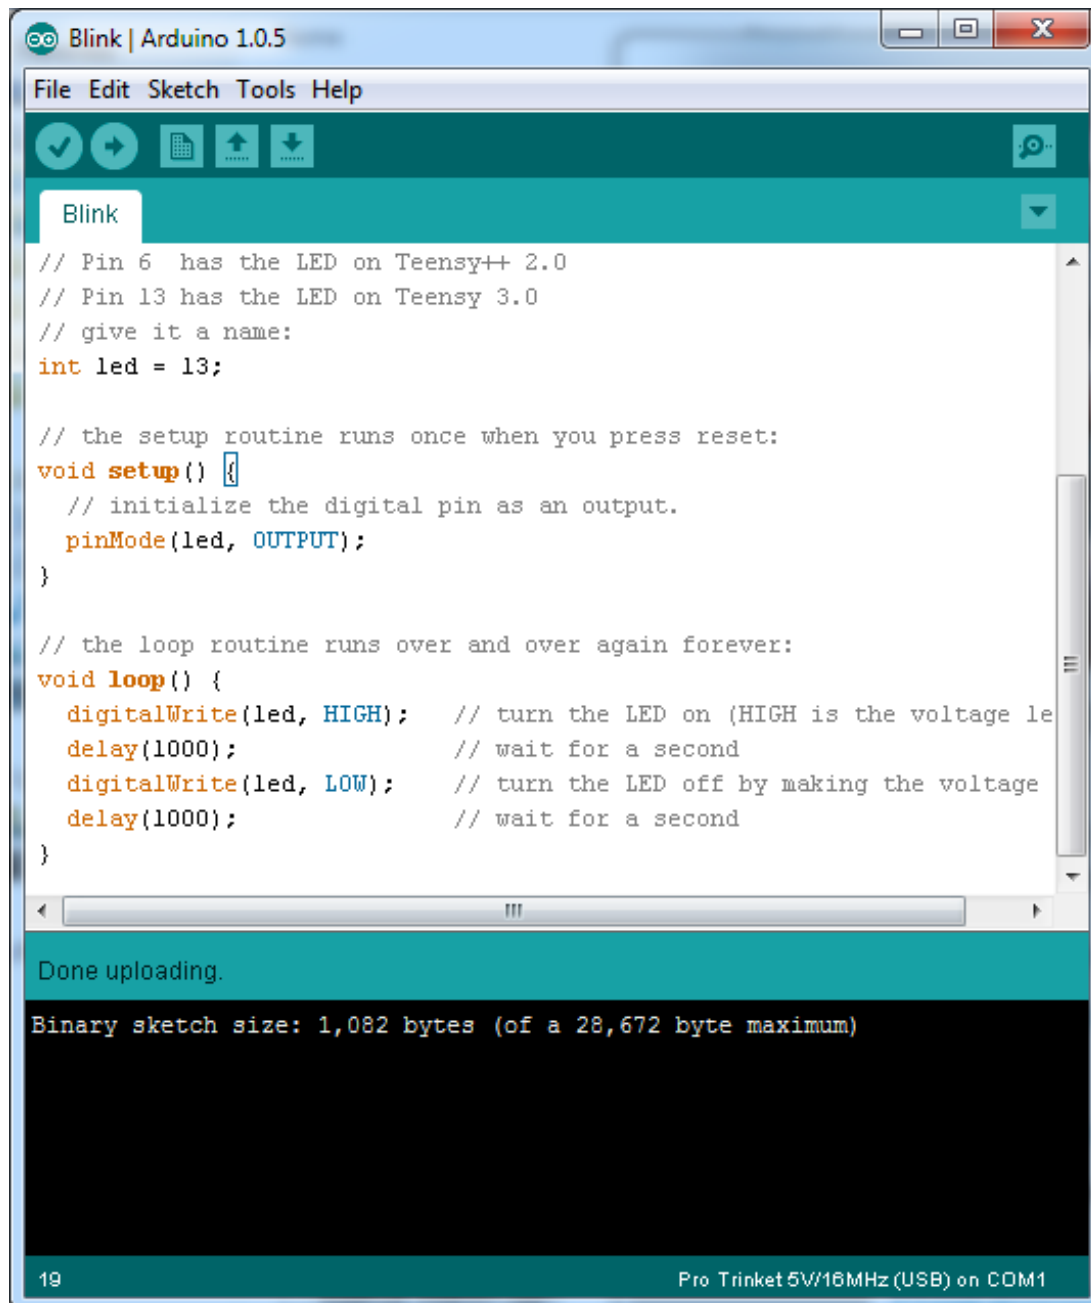 Blink | Arduino 1.0.5
File Edit Sketch Tools Help
Blink
// Pin 6  has the LED on Teensy++ 2.0
// Pin 13 has the LED on Teensy 3.0
// give it a name:
int led = 13;
// the setup routine runs once when you press reset:
void setup() {
  // initialize the digital pin as an output.
  pinMode(led, OUTPUT);
}
// the loop routine runs over and over again forever:
void loop() {
  digitalWrite(led, HIGH);   // turn the LED on (HIGH is the voltage le
  delay(1000);               // wait for a second
  digitalWrite(led, LOW);    // turn the LED off by making the voltage
  delay(1000);               // wait for a second
}
Done uploading.
Binary sketch size: 1,082 bytes (of a 28,672 byte maximum)
19 Pro Trinket 5V/16MHz (USB) on COM1